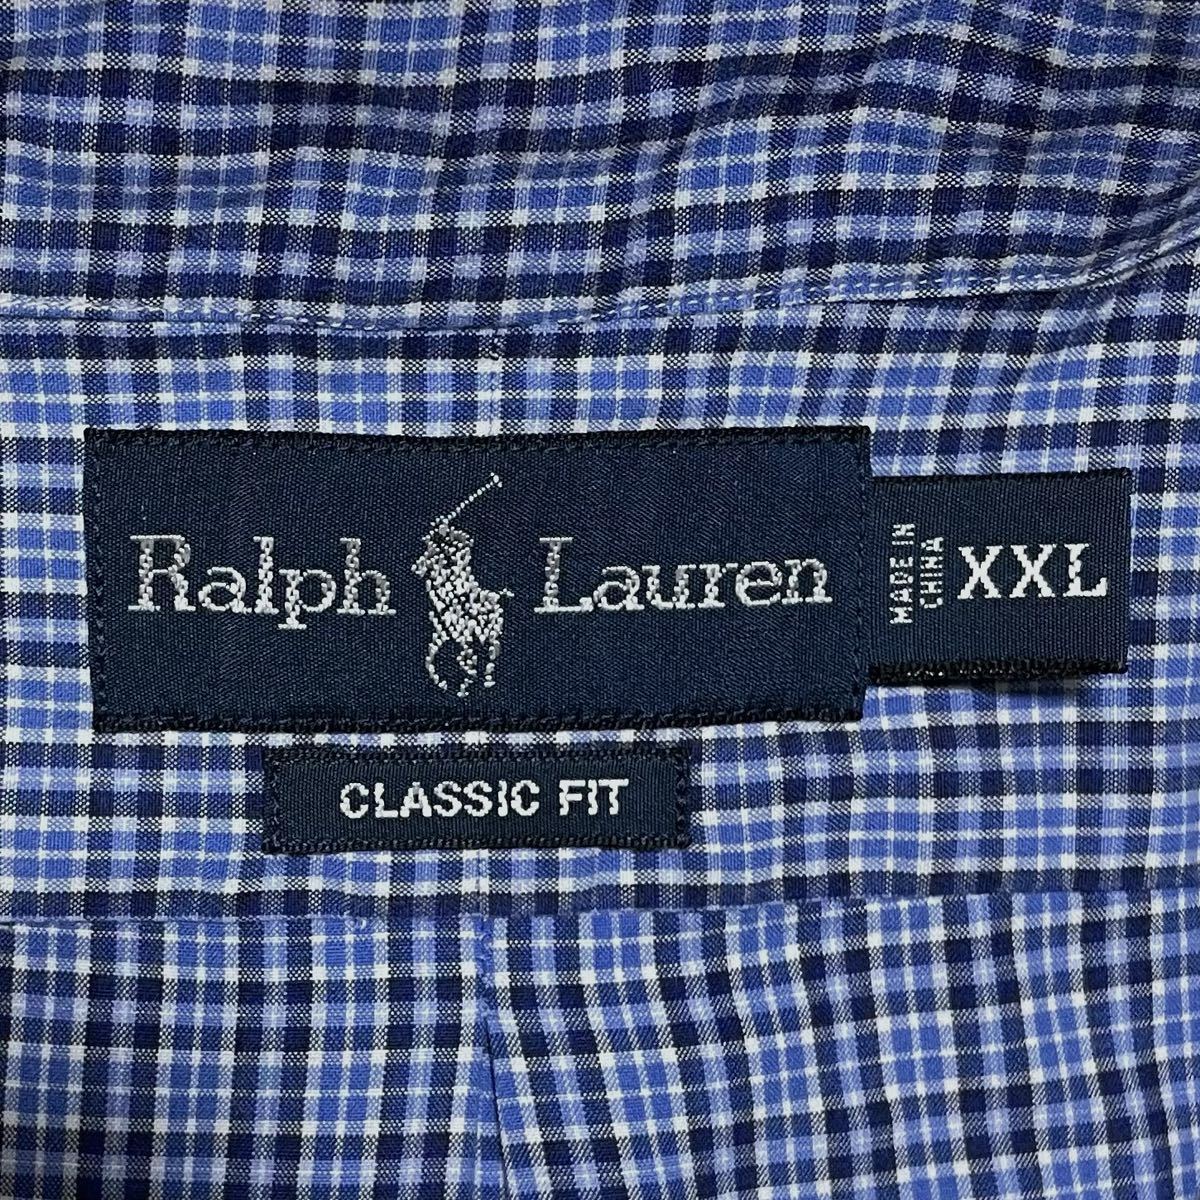 Ralph Lauren
MADE IN
CHINA
XXL
CLASSIC FIT